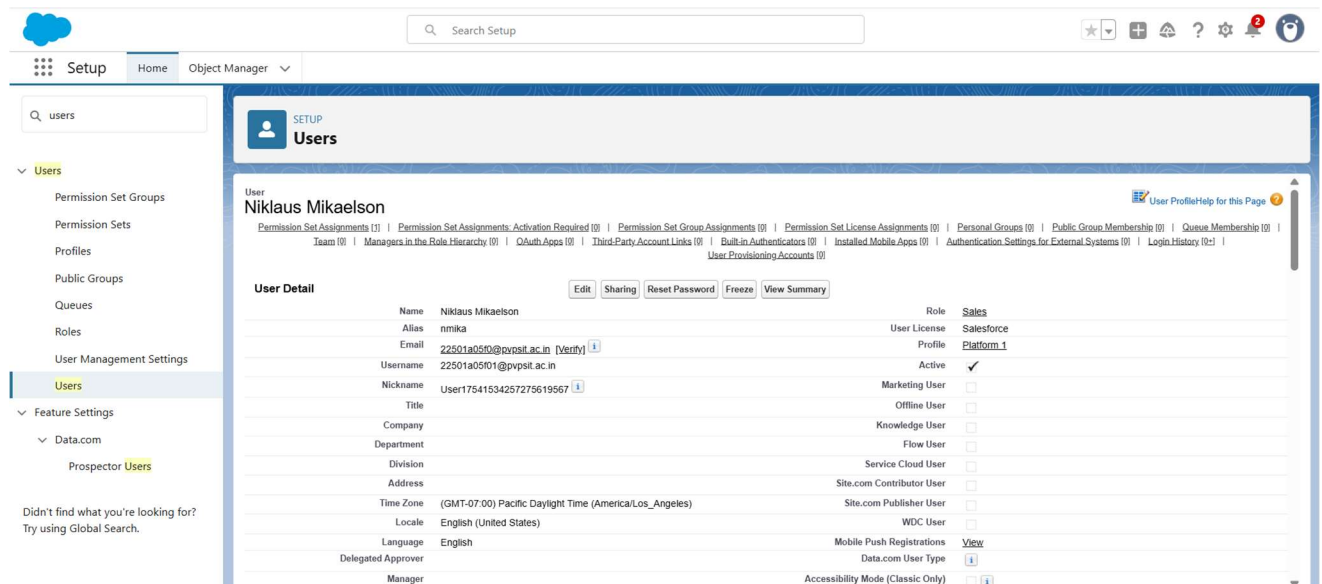 Search Setup
2
Setup Home Object Manager
users
SETUP
Users
Users
Permission Set Groups
Permission Sets
Profiles
Public Groups
Queues
Roles
User Management Settings
Users
Feature Settings
Data.com
Prospector Users
Didn't find what you're looking for?
Try using Global Search.
User
Niklaus Mikaelson
User Profile Help for this Page ?
Permission Set Assignments [1] | Permission Set Assignments: Activation Required [0] | Permission Set Group Assignments [0] | Permission Set License Assignments [0] | Personal Groups [0] | Public Group Membership [0] | Queue Membership [0] |
Team [0] | Managers in the Role Hierarchy [0] | OAuth Apps [0] | Third-Party Account Links [0] | Built-in Authenticators [0] | Installed Mobile Apps [0] | Authentication Settings for External Systems [0] | Login History [0+] |
User Provisioning Accounts [0]
User Detail Edit Sharing Reset Password Freeze View Summary
Name Niklaus Mikaelson Role Sales
Alias nmika User License Salesforce
Email 22501a05f0@pvpsit.ac.in [Verify] i Profile Platform 1
Username 22501a05f01@pvpsit.ac.in Active ✓
Nickname User17541534257275619567 i Marketing User
Title Offline User
Company Knowledge User
Department Flow User
Division Service Cloud User
Address Site.com Contributor User
Time Zone (GMT-07:00) Pacific Daylight Time (America/Los_Angeles) Site.com Publisher User
Locale English (United States) WDC User
Language English Mobile Push Registrations View
Delegated Approver Data.com User Type i
Manager Accessibility Mode (Classic Only) i